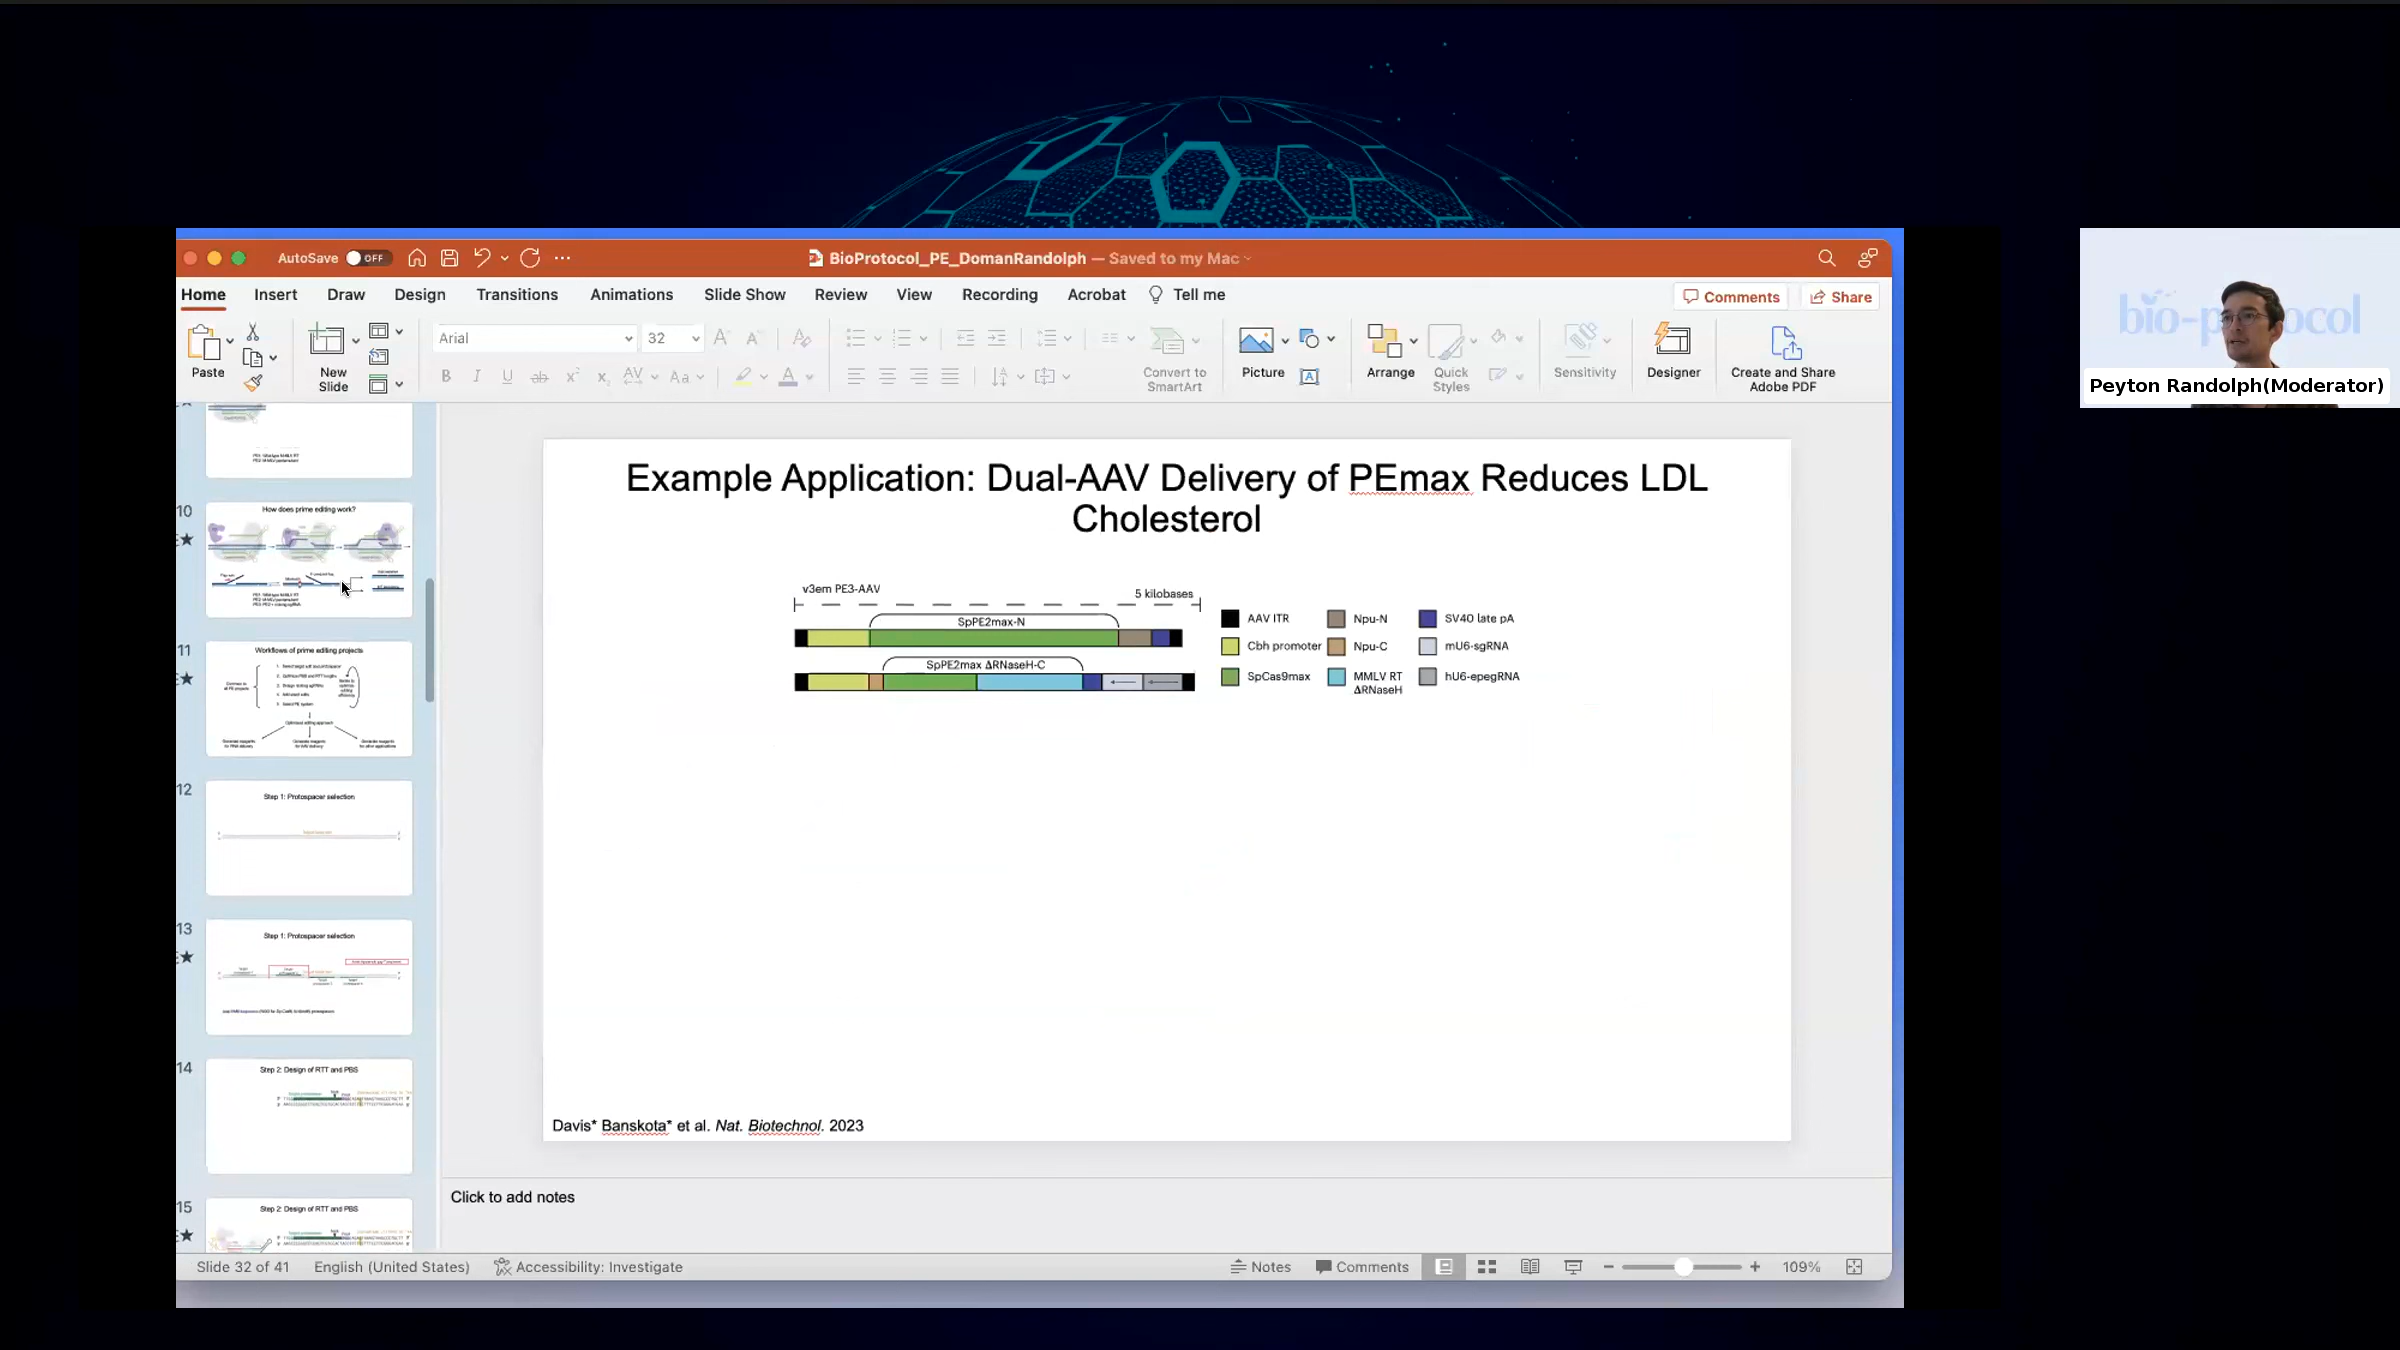 AutoSave OFF
BioProtocol_PE_DomanRandolph — Saved to my Mac
Home Insert Draw Design Transitions Animations Slide Show Review View Recording Acrobat Tell me
Comments Share
Paste
New Slide
Arial 32
Convert to SmartArt
Picture
Arrange
Quick Styles
Sensitivity
Designer
Create and Share Adobe PDF
bio-p ocol
Peyton Randolph(Moderator)
10
How does prime editing work?
11
Workflows of prime editing projects
12
Step 1: Protospacer selection
13
Step 1: Protospacer selection
14
Step 2: Design of RTT and PBS
15
Step 2: Design of RTT and PBS
Example Application: Dual-AAV Delivery of PEmax Reduces LDL
Cholesterol
v3em PE3-AAV
5 kilobases
SpPE2max-N
SpPE2max ΔRNaseH-C
AAV ITR Npu-N SV40 late pA
Cbh promoter Npu-C mU6-sgRNA
SpCas9max MMLV RT ΔRNaseH hU6-epegRNA
Davis* Banskota* et al. Nat. Biotechnol. 2023
Click to add notes
Slide 32 of 41 English (United States) Accessibility: Investigate Notes Comments 109%